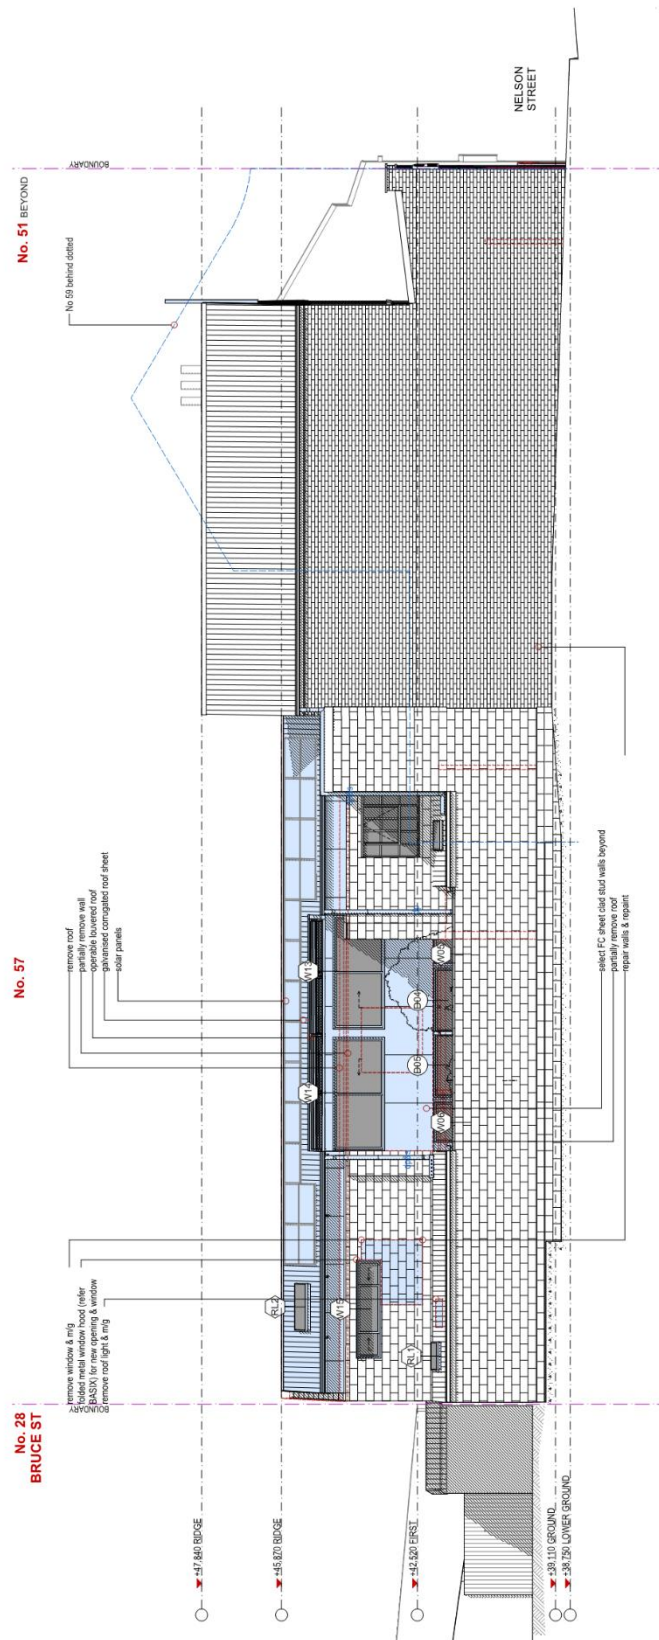 No. 28
BRUCE ST
BOUNDARY
No. 57
No. 51 BEYOND
BOUNDARY
remove window & m/g
folded metal window hood (refer
BASIX) for new opening & window
remove roof light & m/g
remove roof
partially remove wall
operable louvered roof
galvanised corrugated roof sheet
solar panels
No 59 behind dotted
NELSON
STREET
+47.840 RIDGE
+45.870 RIDGE
+42.520 FIRST
+39.110 GROUND
+38.750 LOWER GROUND
RL2
W15
RL1
W14
W13
D05
D04
W06
W05
select FC sheet clad stud walls beyond
partially remove roof
repair walls & repaint